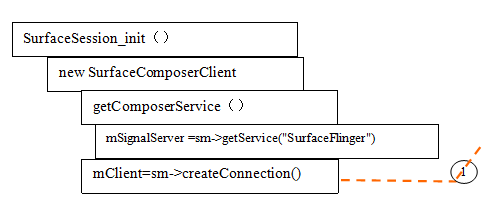 SurfaceSession_init（）
new SurfaceComposerClient
getComposerService（）
mSignalServer =sm->getService("SurfaceFlinger")
mClient=sm->createConnection()
1